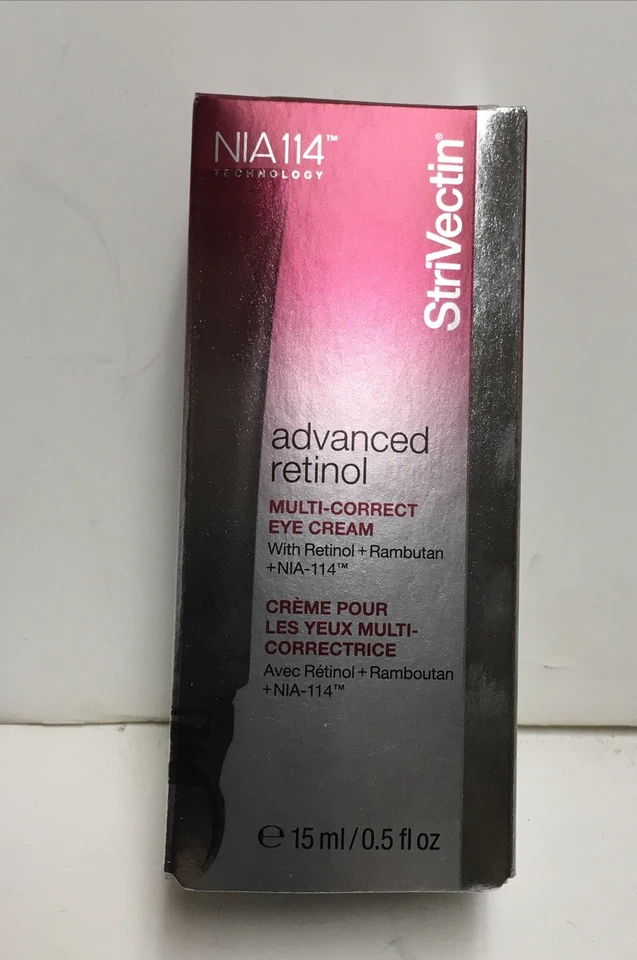 NIA114™
TECHNOLOGY
StriVectin®
advanced
retinol
MULTI-CORRECT
EYE CREAM
With Retinol + Rambutan
+NIA-114™
CRÈME POUR
LES YEUX MULTI-
CORRECTRICE
Avec Rétinol + Ramboutan
+NIA-114™
℮ 15 ml / 0.5 fl oz